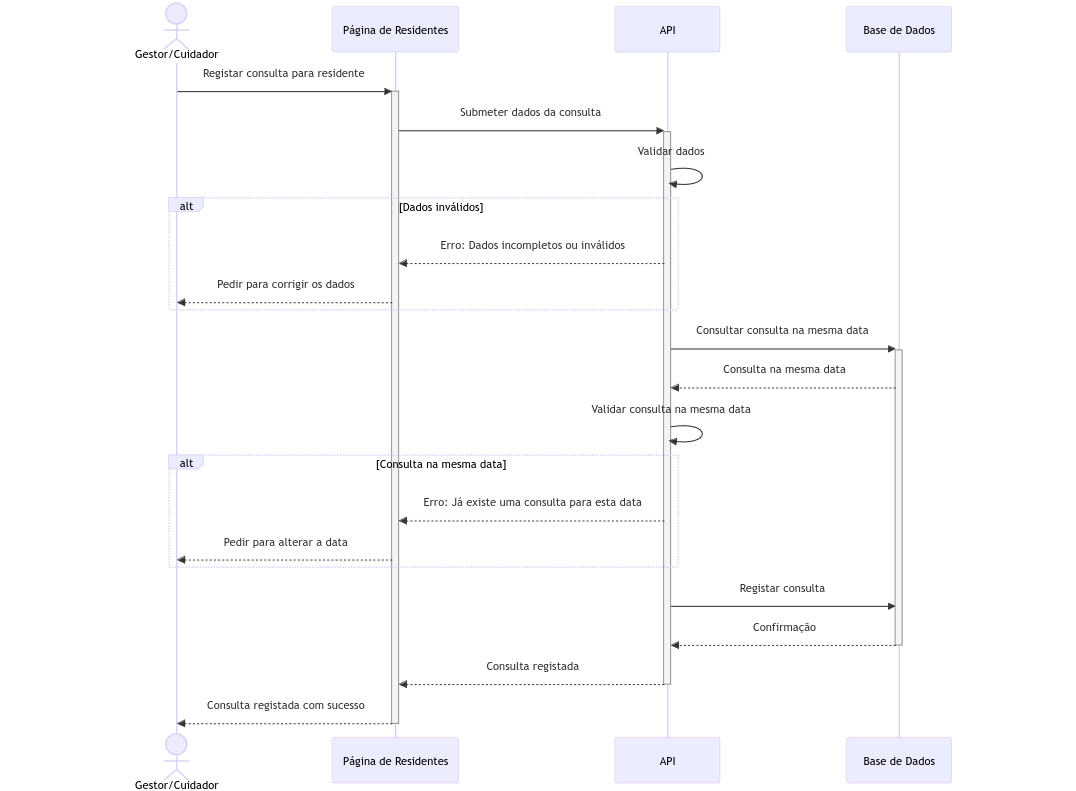 Gestor/Cuidador
Página de Residentes
API
Base de Dados
Registar consulta para residente
Submeter dados da consulta
Validar dados
alt
[Dados inválidos]
Erro: Dados incompletos ou inválidos
Pedir para corrigir os dados
Consultar consulta na mesma data
Consulta na mesma data
Validar consulta na mesma data
alt
[Consulta na mesma data]
Erro: Já existe uma consulta para esta data
Pedir para alterar a data
Registar consulta
Confirmação
Consulta registada
Consulta registada com sucesso
Gestor/Cuidador
Página de Residentes
API
Base de Dados